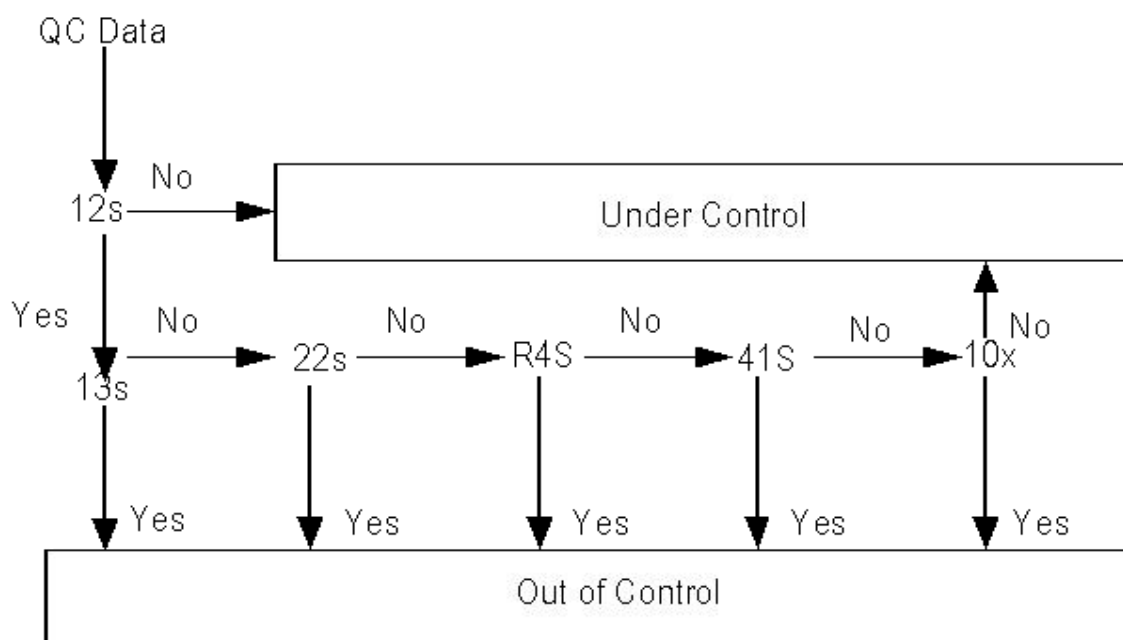 QC Data
No
12s
Under Control
Yes
No
No
No
No
No
13s
22s
R4S
41S
10x
Yes
Yes
Yes
Yes
Yes
Out of Control